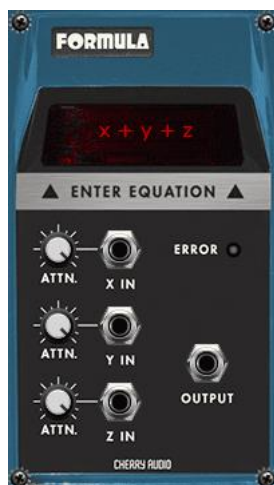 FORMULA
x + y + z
▲ ENTER EQUATION ▲
ATTN.
X IN
ERROR
ATTN.
Y IN
OUTPUT
ATTN.
Z IN
CHERRY AUDIO